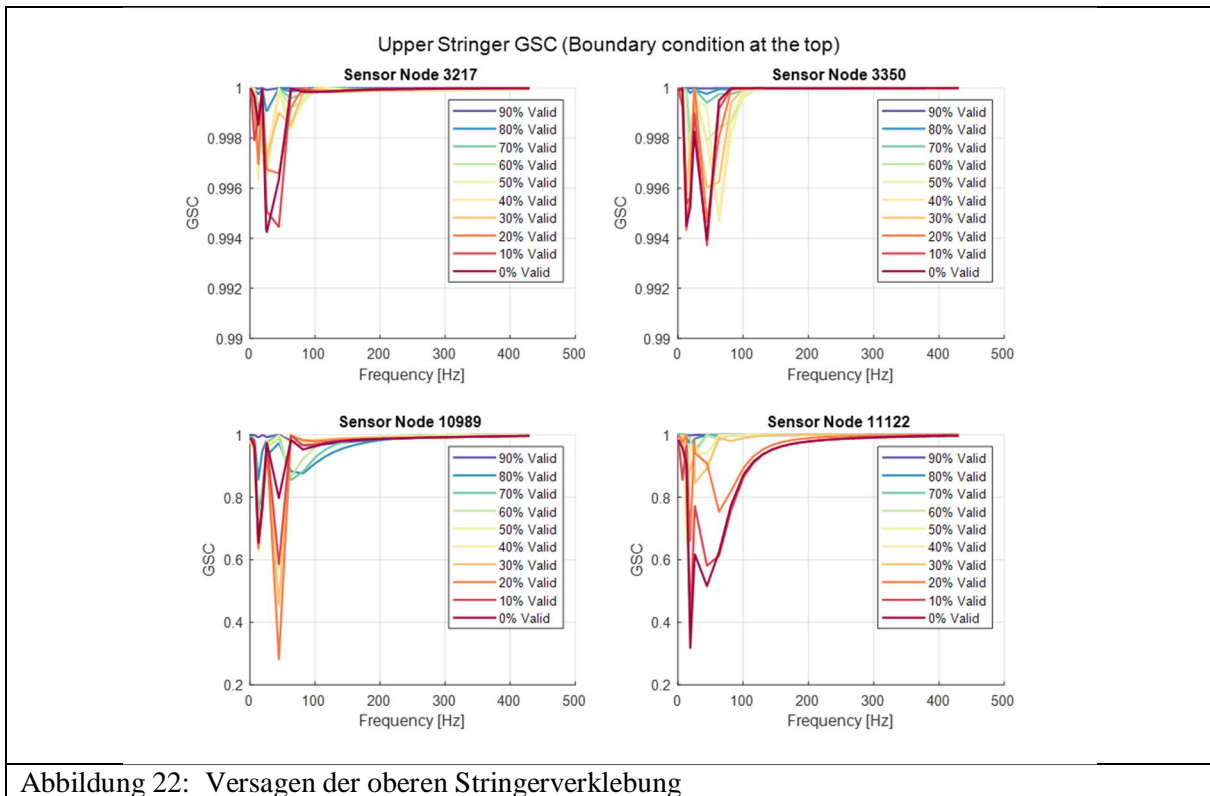 Upper Stringer GSC (Boundary condition at the top)
Sensor Node 3217
1
0.998
0.996
0.994
0.992
0.99
GSC
0 100 200 300 400 500
Frequency [Hz]
90% Valid
80% Valid
70% Valid
60% Valid
50% Valid
40% Valid
30% Valid
20% Valid
10% Valid
0% Valid
Sensor Node 3350
1
0.998
0.996
0.994
0.992
0.99
GSC
0 100 200 300 400 500
Frequency [Hz]
90% Valid
80% Valid
70% Valid
60% Valid
50% Valid
40% Valid
30% Valid
20% Valid
10% Valid
0% Valid
Sensor Node 10989
1
0.8
0.6
0.4
0.2
GSC
0 100 200 300 400 500
Frequency [Hz]
90% Valid
80% Valid
70% Valid
60% Valid
50% Valid
40% Valid
30% Valid
20% Valid
10% Valid
0% Valid
Sensor Node 11122
1
0.8
0.6
0.4
0.2
GSC
0 100 200 300 400 500
Frequency [Hz]
90% Valid
80% Valid
70% Valid
60% Valid
50% Valid
40% Valid
30% Valid
20% Valid
10% Valid
0% Valid
Abbildung 22: Versagen der oberen Stringerverklebung